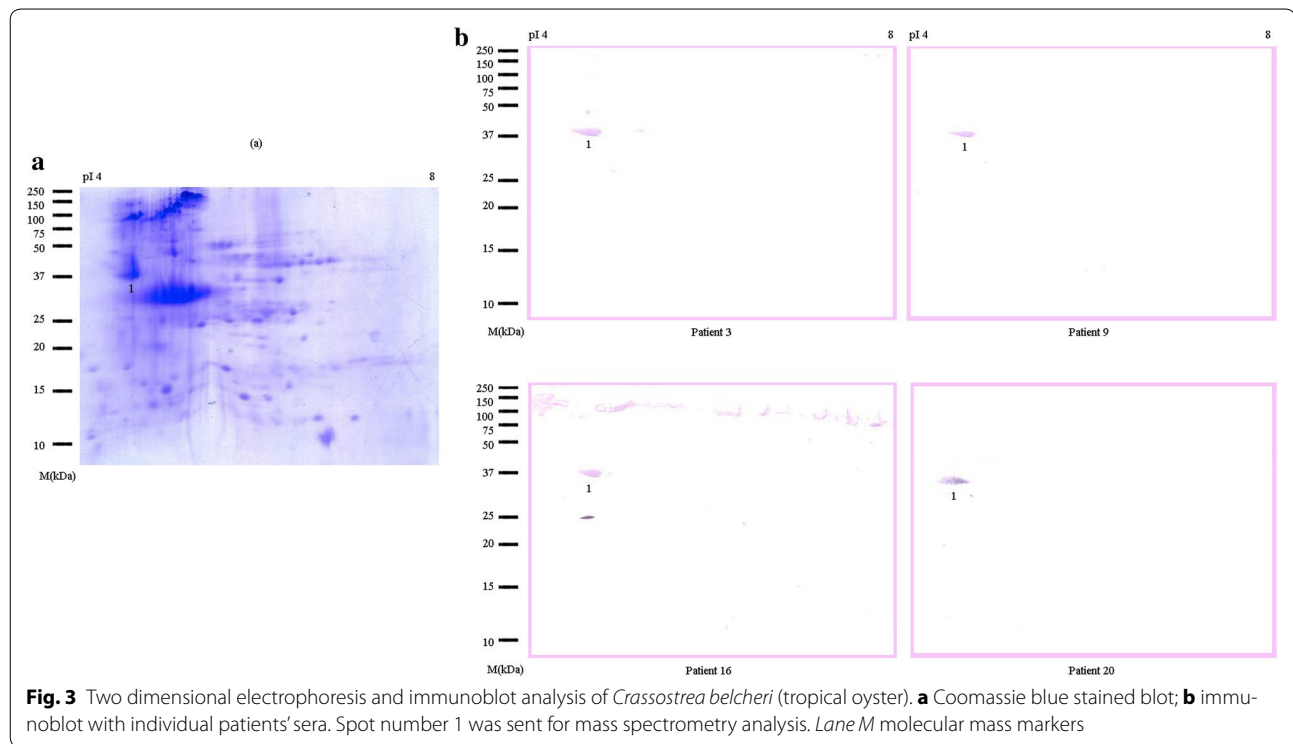 (a)
a
pI 4 8
250
150
100
75
50
37
25
20
15
10
M(kDa)
1
b
pI 4 8
250
150
100
75
50
37
25
20
15
10
M(kDa)
1
Patient 3
pI 4 8
1
Patient 9
250
150
100
75
50
37
25
20
15
10
M(kDa)
1
Patient 16
1
Patient 20
Fig. 3 Two dimensional electrophoresis and immunoblot analysis of Crassostrea belcheri (tropical oyster). a Coomassie blue stained blot; b immu-
noblot with individual patients' sera. Spot number 1 was sent for mass spectrometry analysis. Lane M molecular mass markers